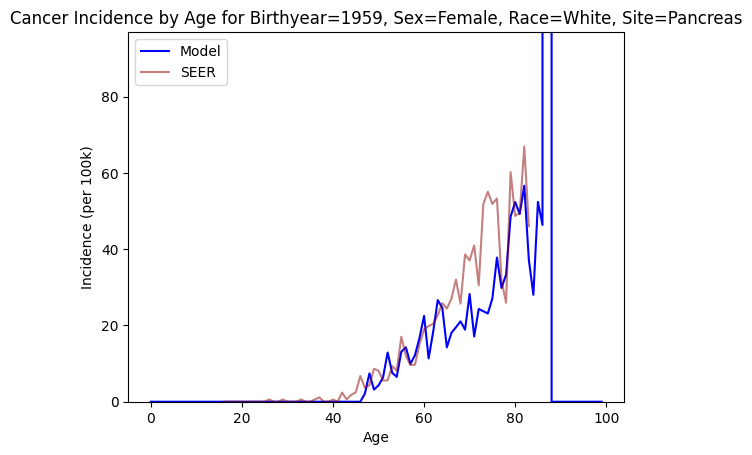 Cancer Incidence by Age for Birthyear=1959, Sex=Female, Race=White, Site=Pancreas
Model
SEER
80
60
40
20
0
Incidence (per 100k)
0 20 40 60 80 100
Age